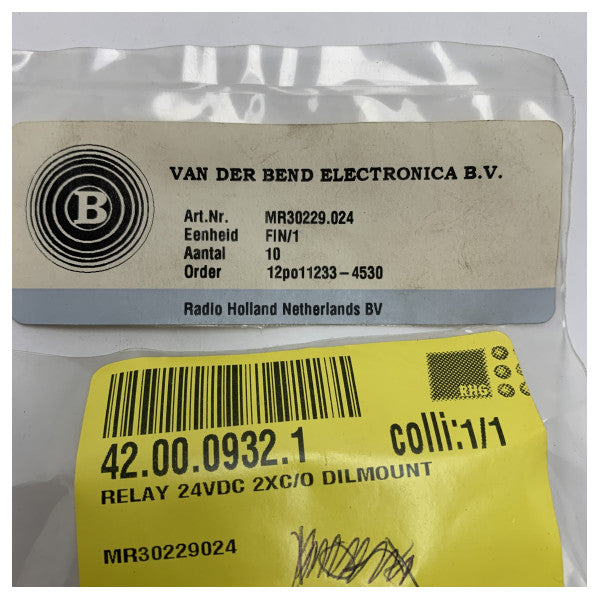 B
VAN DER BEND ELECTRONICA B.V.
Art.Nr. MR30229.024
Eenheid FIN/1
Aantal 10
Order 12po11233-4530
Radio Holland Netherlands BV
RHG
42.00.0932.1 colli:1/1
RELAY 24VDC 2XC/O DILMOUNT
MR30229024